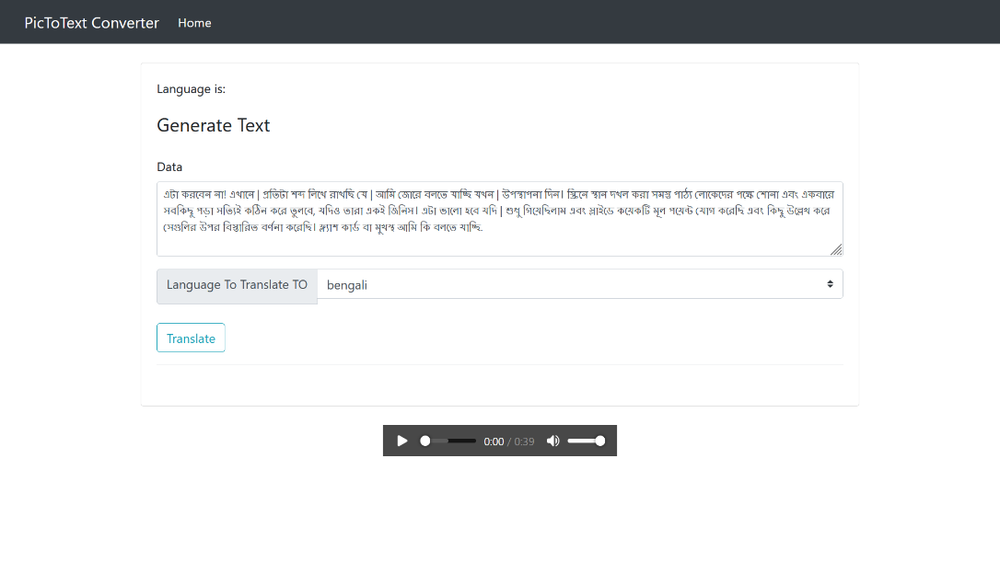 PicToText Converter Home
Language is:
Generate Text
Data
এটা করবেন না! এখানে | প্রতিটা শব্দ লিখে রাখছি যে | আমি জোরে বলতে যাচ্ছি যখন | উপস্থাপনা দিন। স্ক্রিনে স্থান দখল করা সমস্ত পাঠ্য লোকেদের পক্ষে শোনা এবং একবারে
সবকিছু পড়া সত্যিই কঠিন করে তুলবে, যদিও তারা একই জিনিস। এটা ভালো হবে যদি | শুধু গিয়েছিলাম এবং স্লাইডে কয়েকটি মূল পয়েন্ট যোগ করেছি এবং কিছু উল্লেখ করে
সেগুলির উপর বিস্তারিত বর্ণনা করেছি। ফ্ল্যাশ কার্ড বা মুখস্থ আমি কি বলতে যাচ্ছি.
Language To Translate TO bengali
Translate
0:00 / 0:39